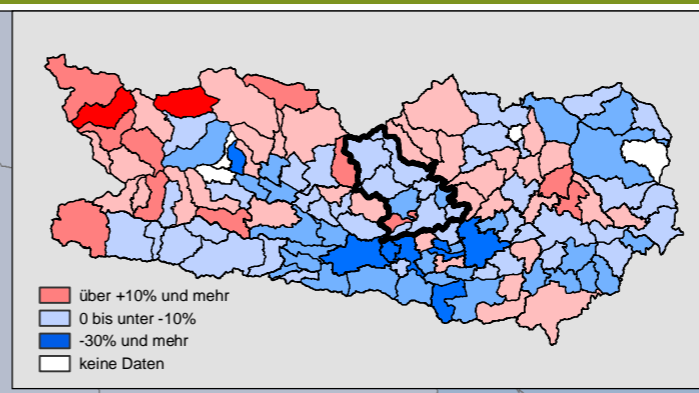 über +10% und mehr
0 bis unter -10%
-30% und mehr
keine Daten